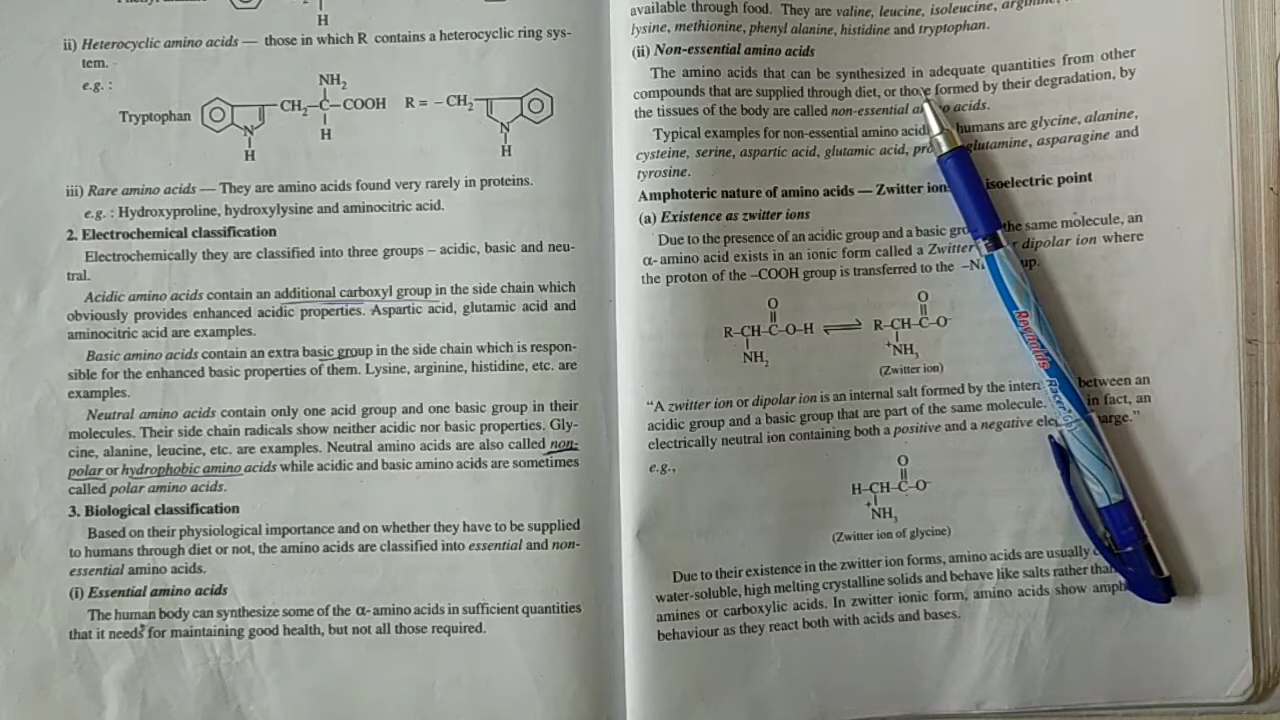 H
ii) Heterocyclic amino acids — those in which R contains a heterocyclic ring sys-
tem.
e.g. :
NH₂
Tryptophan CH₂–C–COOH R = – CH₂
N H N
H H
iii) Rare amino acids — They are amino acids found very rarely in proteins.
e.g. : Hydroxyproline, hydroxylysine and aminocitric acid.
2. Electrochemical classification
Electrochemically they are classified into three groups – acidic, basic and neu-
tral.
Acidic amino acids contain an additional carboxyl group in the side chain which
obviously provides enhanced acidic properties. Aspartic acid, glutamic acid and
aminocitric acid are examples.
Basic amino acids contain an extra basic group in the side chain which is respon-
sible for the enhanced basic properties of them. Lysine, arginine, histidine, etc. are
examples.
Neutral amino acids contain only one acid group and one basic group in their
molecules. Their side chain radicals show neither acidic nor basic properties. Gly-
cine, alanine, leucine, etc. are examples. Neutral amino acids are also called non-
polar or hydrophobic amino acids while acidic and basic amino acids are sometimes
called polar amino acids.
3. Biological classification
Based on their physiological importance and on whether they have to be supplied
to humans through diet or not, the amino acids are classified into essential and non-
essential amino acids.
(i) Essential amino acids
The human body can synthesize some of the α- amino acids in sufficient quantities
that it needs for maintaining good health, but not all those required.
available through food. They are valine, leucine, isoleucine,
lysine, methionine, phenyl alanine, histidine and tryptophan.
(ii) Non-essential amino acids
The amino acids that can be synthesized in adequate quantities from other
compounds that are supplied through diet, or those formed by their degradation, by
the tissues of the body are called non-essential acids.
Typical examples for non-essential amino humans are glycine, alanine,
cysteine, serine, aspartic acid, glutamic acid, glutamine, asparagine and
tyrosine.
Amphoteric nature of amino acids — Zwitter isoelectric point
(a) Existence as zwitter ions
Due to the presence of an acidic group and a basic the same molecule, an
α- amino acid exists in an ionic form called a Zwitter dipolar ion where
the proton of the –COOH group is transferred to the
O O
R–CH–C–O–H ⇌ R–CH–C–O⁻
NH₂ ⁺NH₃
(Zwitter ion)
“A zwitter ion or dipolar ion is an internal salt formed by the between an
acidic group and a basic group that are part of the same molecule. in fact, an
electrically neutral ion containing both a positive and a negative
e.g.,
O
H–CH–C–O⁻
⁺NH₃
(Zwitter ion of glycine)
Due to their existence in the zwitter ion forms, amino acids are usually
water-soluble, high melting crystalline solids and behave like salts rather
amines or carboxylic acids. In zwitter ionic form, amino acids show
behaviour as they react both with acids and bases.
Reynolds
Racer